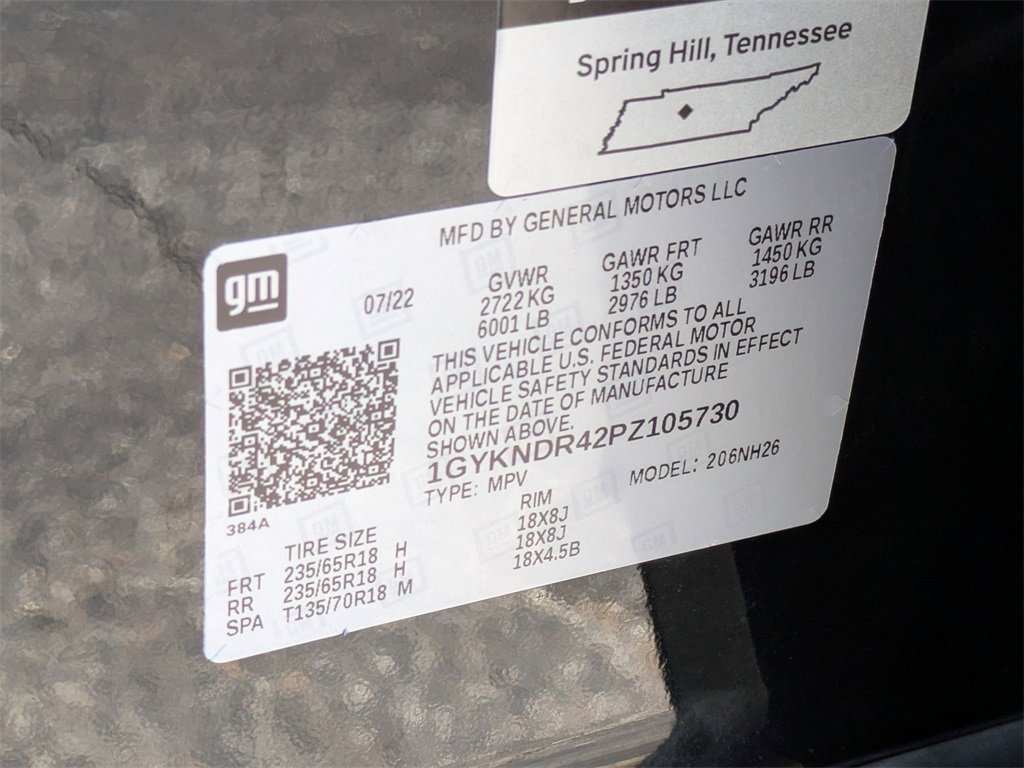 Spring Hill, Tennessee
MFD BY GENERAL MOTORS LLC
gm
07/22
GVWR GAWR FRT GAWR RR
2722 KG 1350 KG 1450 KG
6001 LB 2976 LB 3196 LB
THIS VEHICLE CONFORMS TO ALL
APPLICABLE U.S. FEDERAL MOTOR
VEHICLE SAFETY STANDARDS IN EFFECT
ON THE DATE OF MANUFACTURE
SHOWN ABOVE.
1GYKNDR42PZ105730
TYPE: MPV MODEL: 206NH26
384A
TIRE SIZE RIM
FRT 235/65R18 H 18X8J
RR 235/65R18 H 18X8J
SPA T135/70R18 M 18X4.5B